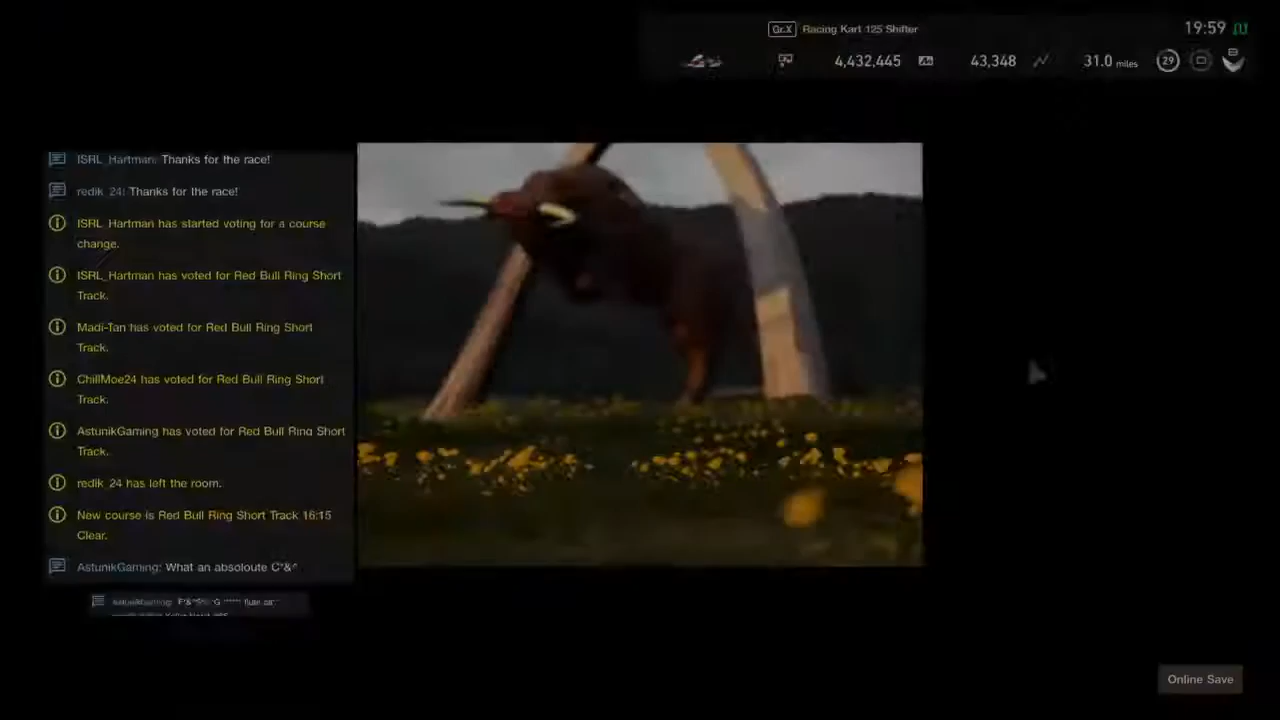 Gr.X Racing Kart 125 Shifter
19:59
4,432,445
43,348
31.0 miles
29
ISRL_Hartman: Thanks for the race!
redik_24: Thanks for the race!
ISRL_Hartman has started voting for a course
change.
ISRL_Hartman has voted for Red Bull Ring Short
Track.
Madi-Tan has voted for Red Bull Ring Short
Track.
ChillMoe24 has voted for Red Bull Ring Short
Track.
AstunikGaming has voted for Red Bull Ring Short
Track.
redik_24 has left the room.
New course is Red Bull Ring Short Track 16:15
Clear.
AstunikGaming: What an absoloute C*&^
AstunikGaming:
Online Save